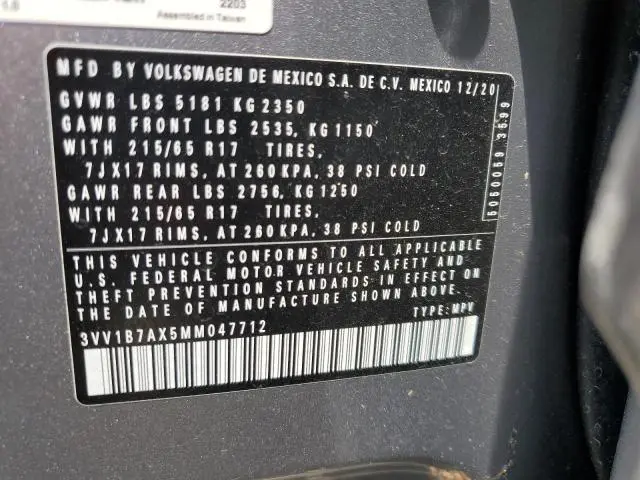 2203
Assembled in Taiwan
MFD BY VOLKSWAGEN DE MEXICO S.A. DE C.V. MEXICO 12/20
GVWR LBS 5181 KG 2350
GAWR FRONT LBS 2535, KG 1150
WITH 215/65 R17 TIRES,
7JX17 RIMS, AT 260 KPA, 38 PSI COLD
GAWR REAR LBS 2756, KG 1250
WITH 215/65 R17 TIRES,
7JX17 RIMS, AT 260 KPA, 38 PSI COLD
THIS VEHICLE CONFORMS TO ALL APPLICABLE
U.S. FEDERAL MOTOR VEHICLE SAFETY AND
THEFT PREVENTION STANDARDS IN EFFECT ON
THE DATE OF MANUFACTURE SHOWN ABOVE.
3VV1B7AX5MM047712 TYPE: MPV
5060059 3599